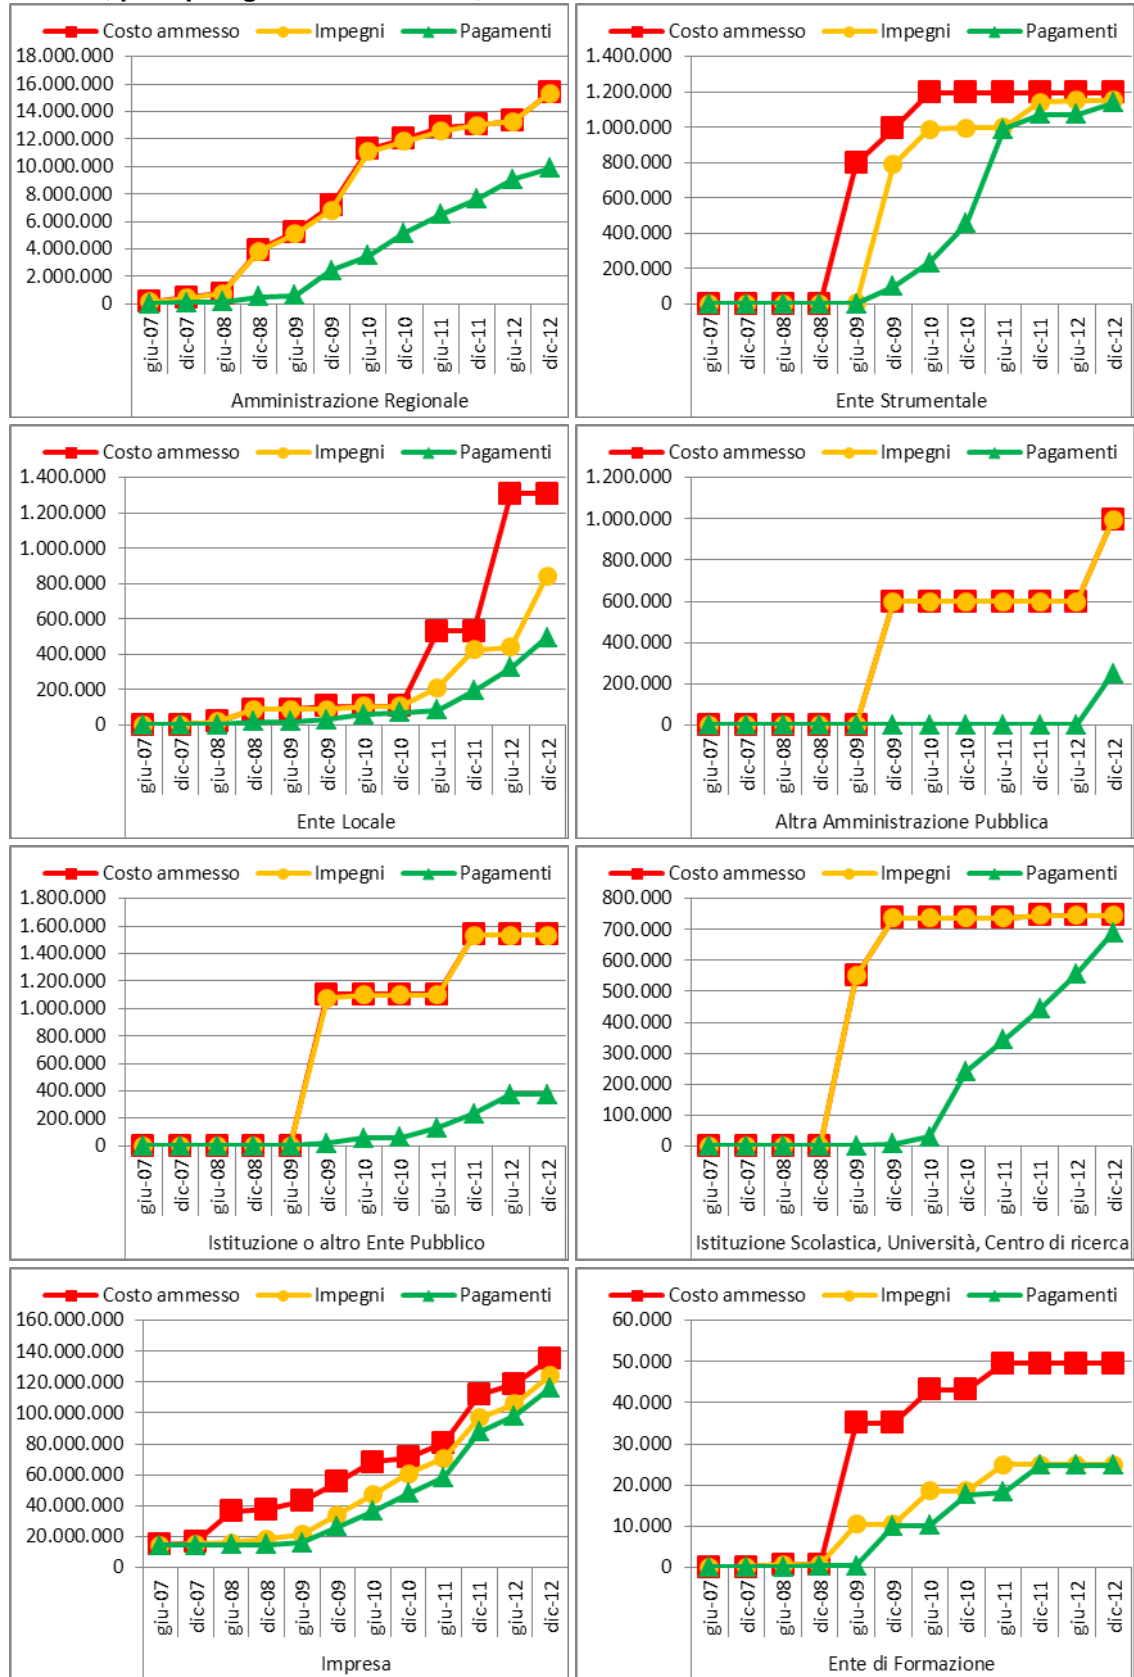 Costo ammesso Impegni Pagamenti
18.000.000
16.000.000
14.000.000
12.000.000
10.000.000
8.000.000
6.000.000
4.000.000
2.000.000
0
giu-07 dic-07 giu-08 dic-08 giu-09 dic-09 giu-10 dic-10 giu-11 dic-11 giu-12 dic-12
Amministrazione Regionale
Costo ammesso Impegni Pagamenti
1.400.000
1.200.000
1.000.000
800.000
600.000
400.000
200.000
0
giu-07 dic-07 giu-08 dic-08 giu-09 dic-09 giu-10 dic-10 giu-11 dic-11 giu-12 dic-12
Ente Strumentale
Costo ammesso Impegni Pagamenti
1.400.000
1.200.000
1.000.000
800.000
600.000
400.000
200.000
0
giu-07 dic-07 giu-08 dic-08 giu-09 dic-09 giu-10 dic-10 giu-11 dic-11 giu-12 dic-12
Ente Locale
Costo ammesso Impegni Pagamenti
1.200.000
1.000.000
800.000
600.000
400.000
200.000
0
giu-07 dic-07 giu-08 dic-08 giu-09 dic-09 giu-10 dic-10 giu-11 dic-11 giu-12 dic-12
Altra Amministrazione Pubblica
Costo ammesso Impegni Pagamenti
1.800.000
1.600.000
1.400.000
1.200.000
1.000.000
800.000
600.000
400.000
200.000
0
giu-07 dic-07 giu-08 dic-08 giu-09 dic-09 giu-10 dic-10 giu-11 dic-11 giu-12 dic-12
Istituzione o altro Ente Pubblico
Costo ammesso Impegni Pagamenti
800.000
700.000
600.000
500.000
400.000
300.000
200.000
100.000
0
giu-07 dic-07 giu-08 dic-08 giu-09 dic-09 giu-10 dic-10 giu-11 dic-11 giu-12 dic-12
Istituzione Scolastica, Università, Centro di ricerca
Costo ammesso Impegni Pagamenti
160.000.000
140.000.000
120.000.000
100.000.000
80.000.000
60.000.000
40.000.000
20.000.000
0
giu-07 dic-07 giu-08 dic-08 giu-09 dic-09 giu-10 dic-10 giu-11 dic-11 giu-12 dic-12
Impresa
Costo ammesso Impegni Pagamenti
60.000
50.000
40.000
30.000
20.000
10.000
0
giu-07 dic-07 giu-08 dic-08 giu-09 dic-09 giu-10 dic-10 giu-11 dic-11 giu-12 dic-12
Ente di Formazione